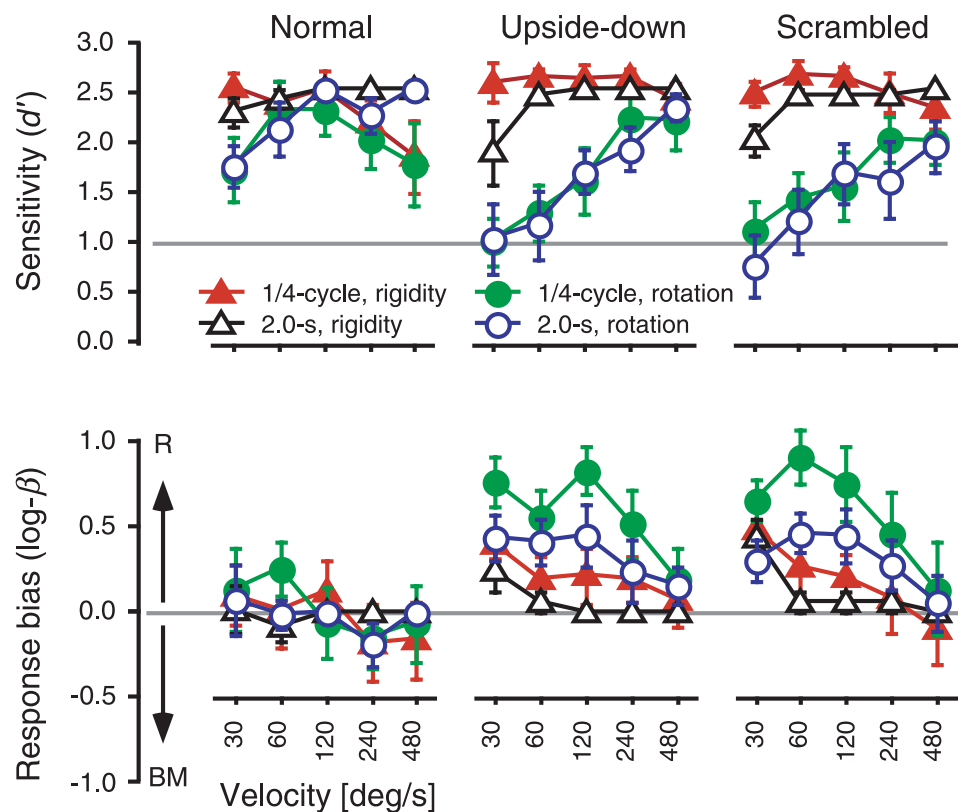 Normal Upside-down Scrambled
Sensitivity (d′)
3.0
2.5
2.0
1.5
1.0
0.5
0.0
1/4-cycle, rigidity 1/4-cycle, rotation
2.0-s, rigidity 2.0-s, rotation
Response bias (log-β)
1.0
0.5
0.0
-0.5
-1.0
R
BM
30 60 120 240 480 30 60 120 240 480 30 60 120 240 480
Velocity [deg/s]